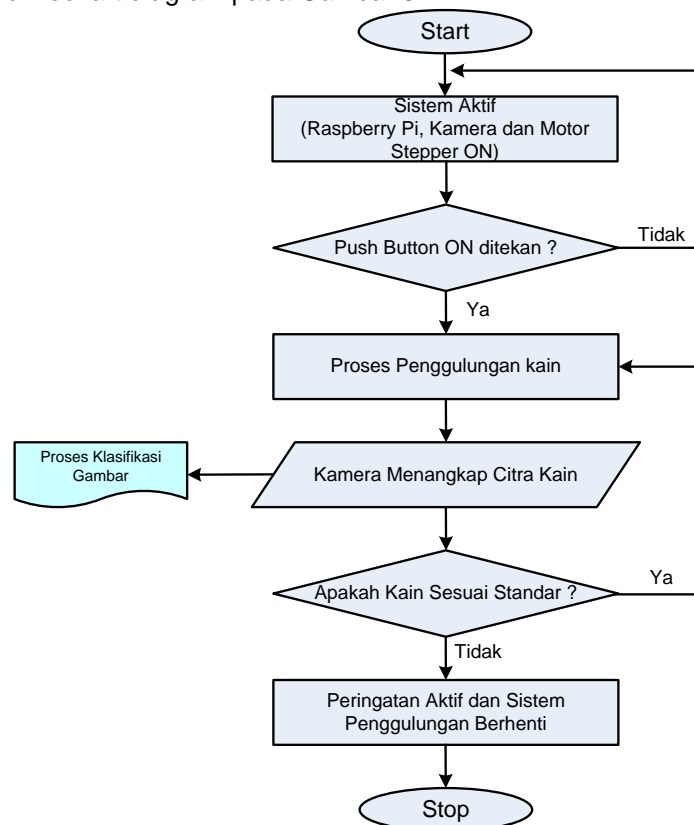 Start
Sistem Aktif
(Raspberry Pi, Kamera dan Motor
Stepper ON)
Push Button ON ditekan ?
Tidak
Ya
Proses Penggulungan kain
Proses Klasifikasi
Gambar
Kamera Menangkap Citra Kain
Apakah Kain Sesuai Standar ?
Ya
Tidak
Peringatan Aktif dan Sistem
Penggulungan Berhenti
Stop